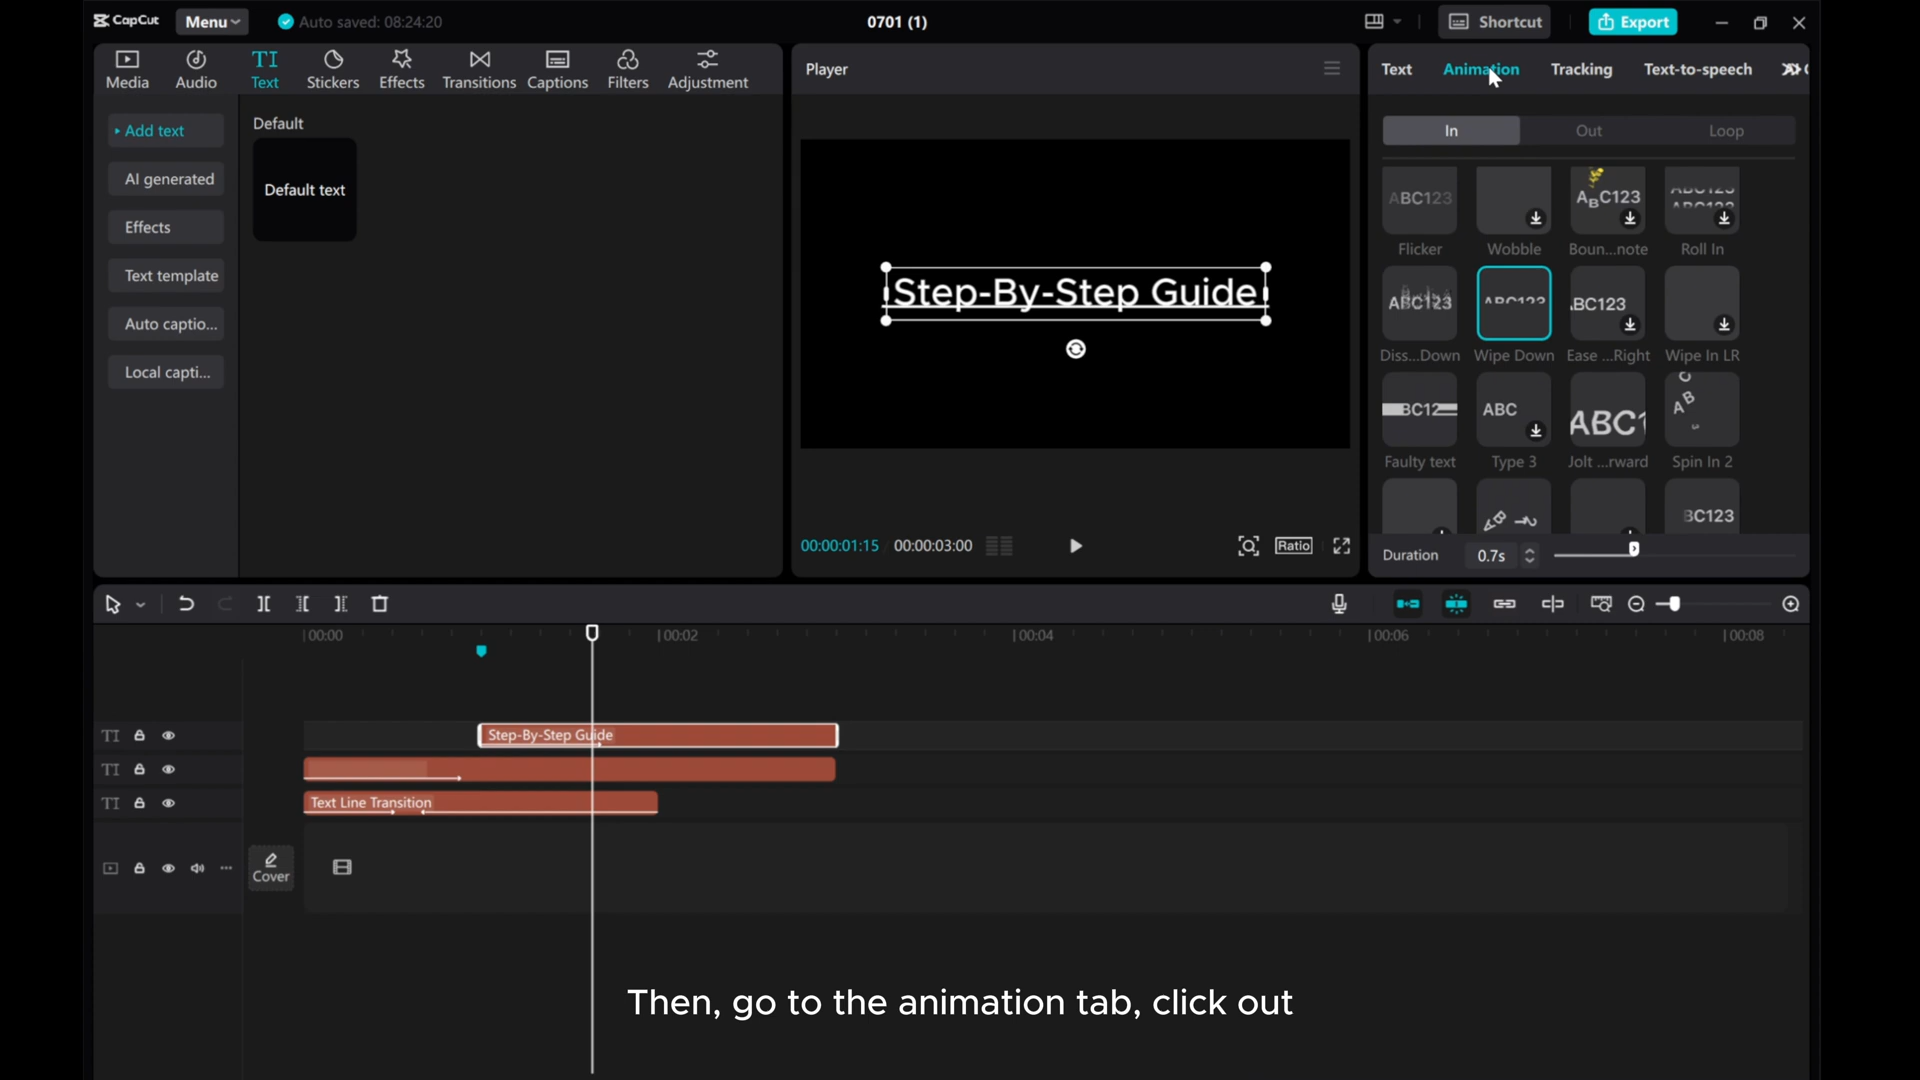 CapCut
Menu
Auto saved: 08:24:20
0701 (1)
Shortcut
Export
Media
Audio
TI
Text
Stickers
Effects
Transitions
Captions
Filters
Adjustment
Player
Text
Animation
Tracking
Text-to-speech
Add text
AI generated
Effects
Text template
Auto captio...
Local capti...
Default
Default text
Step-By-Step Guide
00:00:01:15
00:00:03:00
Ratio
In
Out
Loop
ABC123
ABC123
Flicker
Wobble
Boun...note
Roll In
ABC123
ABC123
ABC123
Diss...Down
Wipe Down
Ease ...Right
Wipe In LR
BC12
ABC
ABC1
Faulty text
Type 3
Jolt ...rward
Spin In 2
BC123
Duration
0.7s
00:00
00:02
00:04
00:06
00:08
TI
Step-By-Step Guide
TI
TI
Text Line Transition
Cover
Then, go to the animation tab, click out